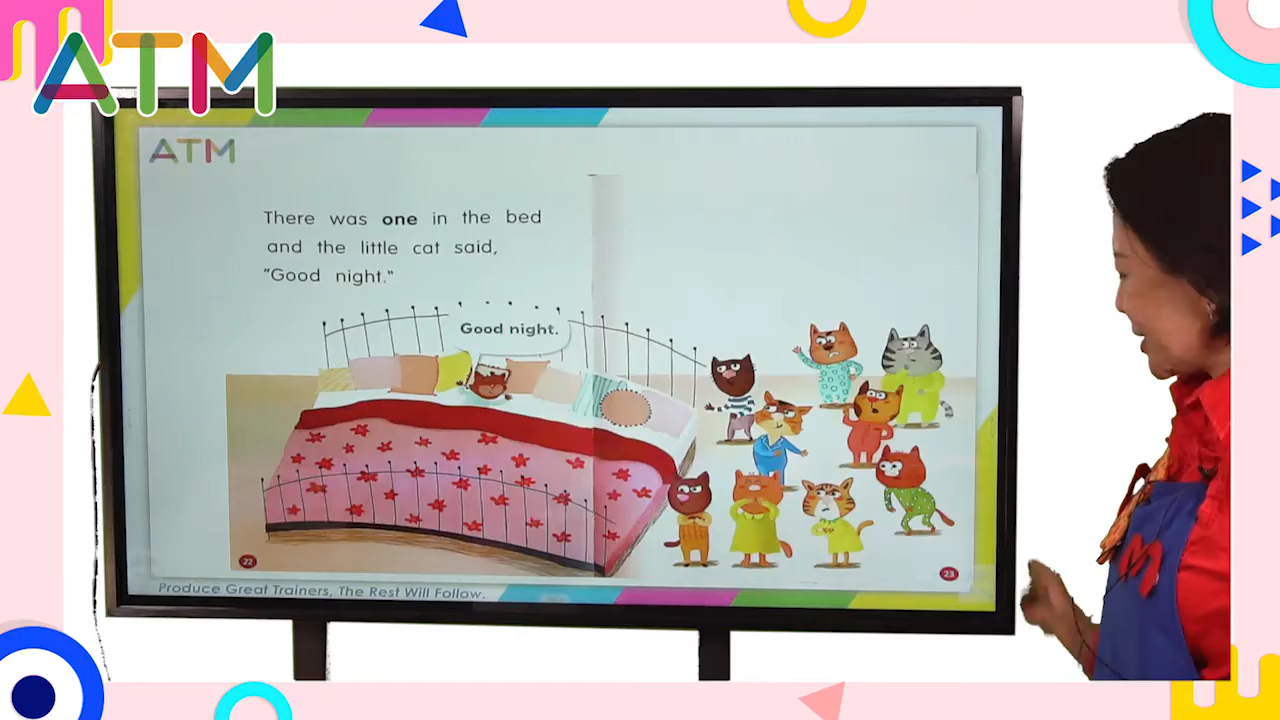 ATM
ATM
There was one in the bed
and the little cat said,
"Good night."
Good night.
22
23
Produce Great Trainers, The Rest Will Follow.
M